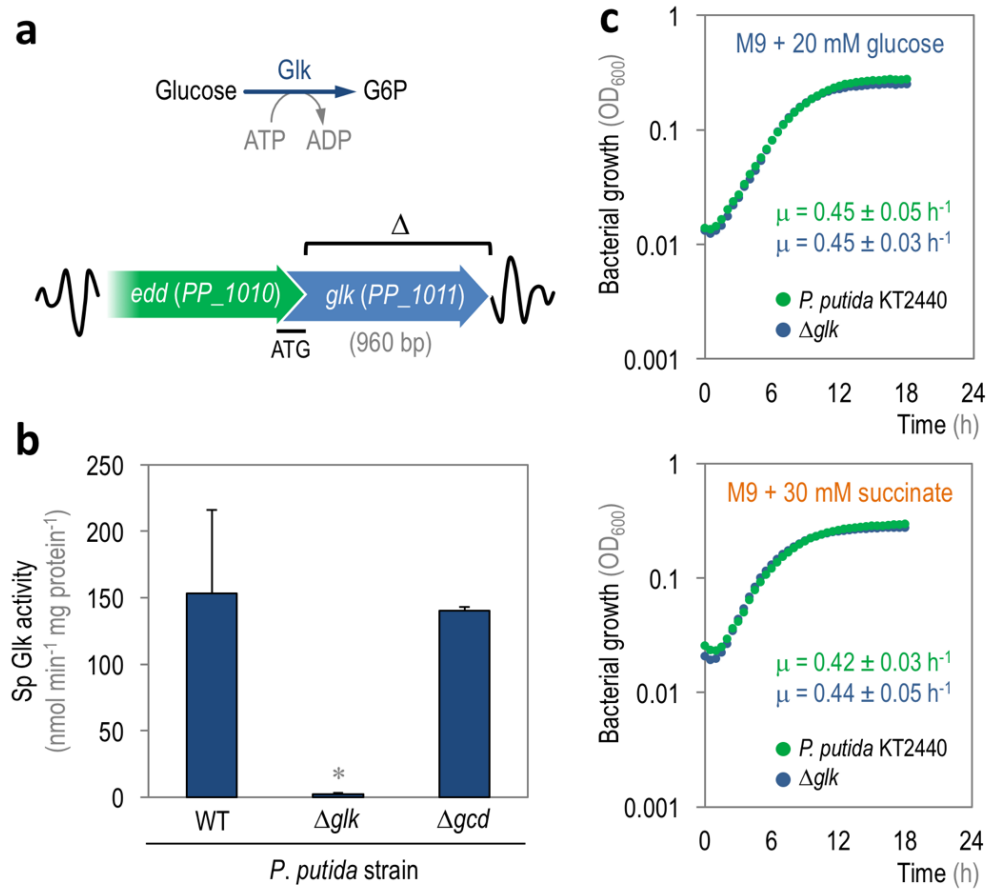 a
Glk
Glucose
G6P
ATP
ADP
Δ
edd (PP_1010)
glk (PP_1011)
ATG
(960 bp)
b
Sp Glk activity
(nmol min⁻¹ mg protein⁻¹)
250
200
150
100
50
0
*
WT
Δglk
Δgcd
P. putida strain
c
M9 + 20 mM glucose
Bacterial growth (OD₆₀₀)
1
0.1
0.01
0.001
μ = 0.45 ± 0.05 h⁻¹
μ = 0.45 ± 0.03 h⁻¹
P. putida KT2440
Δglk
0 6 12 18 24
Time (h)
M9 + 30 mM succinate
Bacterial growth (OD₆₀₀)
1
0.1
0.01
0.001
μ = 0.42 ± 0.03 h⁻¹
μ = 0.44 ± 0.05 h⁻¹
P. putida KT2440
Δglk
0 6 12 18 24
Time (h)